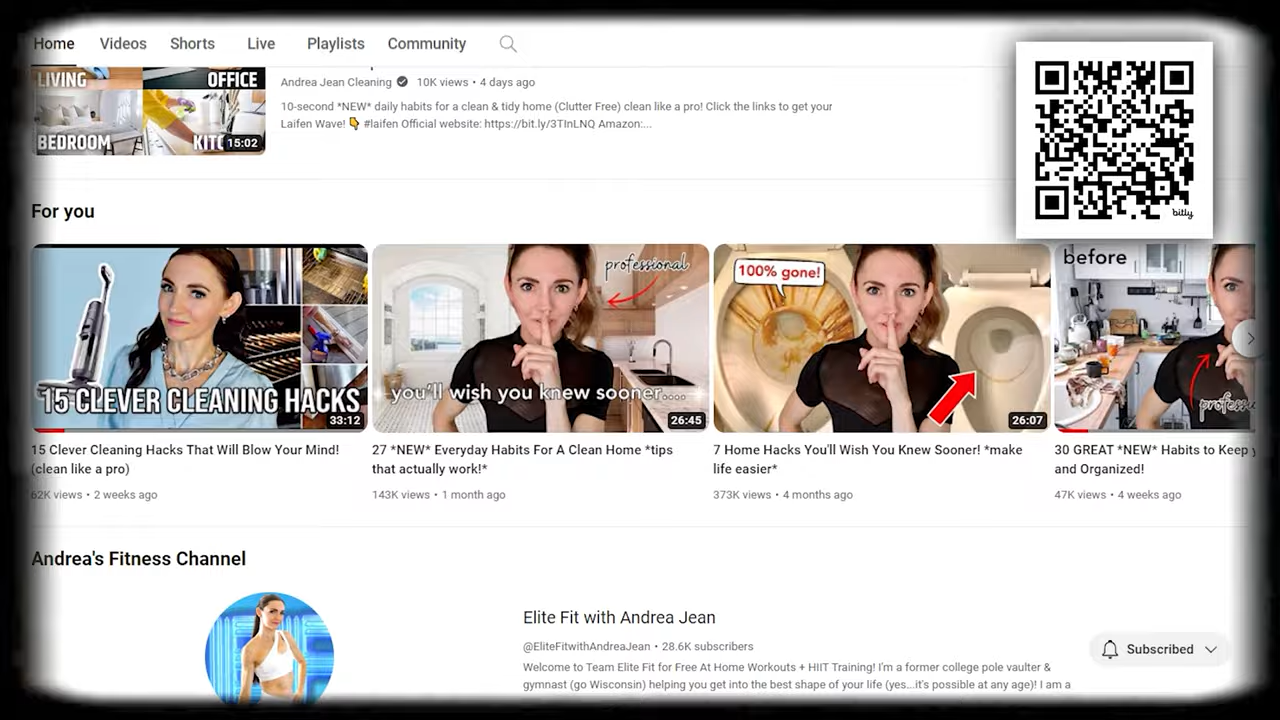 Home Videos Shorts Live Playlists Community
LIVING OFFICE
BEDROOM
15:02
Andrea Jean Cleaning 10K views • 4 days ago
10-second *NEW* daily habits for a clean & tidy home (Clutter Free) clean like a pro! Click the links to get your
Laifen Wave! 👇 #laifen Official website: https://bit.ly/3TInLNQ Amazon:...
bitly
For you
15 CLEVER CLEANING HACKS
33:12
professional
you'll wish you knew sooner....
26:45
100% gone!
26:07
before
15 Clever Cleaning Hacks That Will Blow Your Mind!
(clean like a pro)
62K views • 2 weeks ago
27 *NEW* Everyday Habits For A Clean Home *tips
that actually work!*
143K views • 1 month ago
7 Home Hacks You'll Wish You Knew Sooner! *make
life easier*
373K views • 4 months ago
30 GREAT *NEW* Habits to Keep
and Organized!
47K views • 4 weeks ago
Andrea's Fitness Channel
Elite Fit with Andrea Jean
@EliteFitwithAndreaJean • 28.6K subscribers
Welcome to Team Elite Fit for Free At Home Workouts + HIIT Training! I'm a former college pole vaulter &
gymnast (go Wisconsin) helping you get into the best shape of your life (yes...it's possible at any age)! I am a
Subscribed